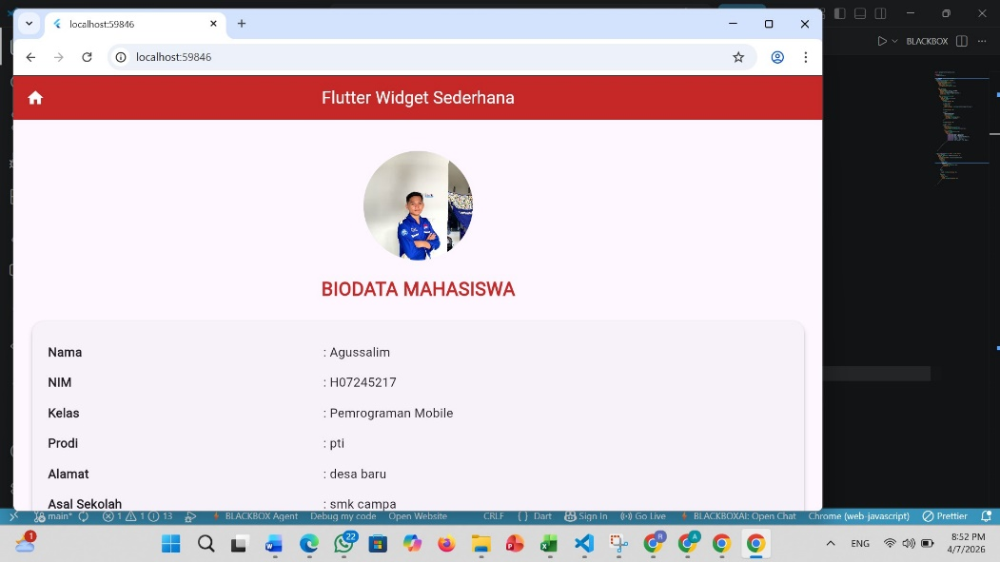 localhost:59846
localhost:59846
BLACKBOX
Flutter Widget Sederhana
BIODATA MAHASISWA
Nama : Agussalim
NIM : H07245217
Kelas : Pemrograman Mobile
Prodi : pti
Alamat : desa baru
Asal Sekolah : smk campa
main* 1 1 13 BLACKBOX Agent Debug my code Open Website CRLF { } Dart Sign In Go Live BLACKBOXAI: Open Chat Chrome (web-javascript) Prettier
1 22 R A ENG 8:52 PM
4/7/2026